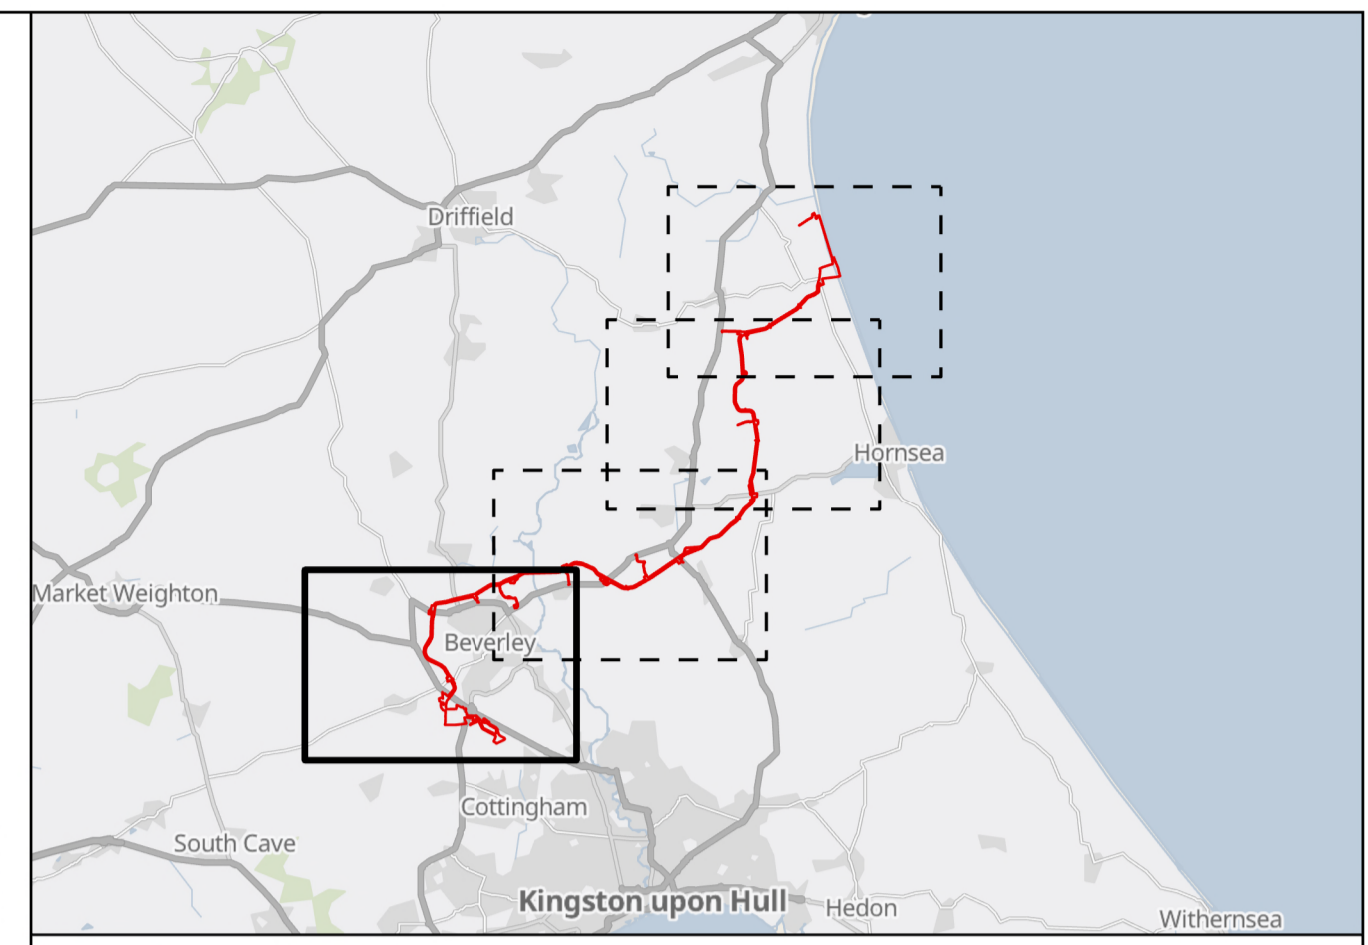 Driffield
Hornsea
Market Weighton
Beverley
Cottingham
South Cave
Kingston upon Hull
Hedon
Withernsea